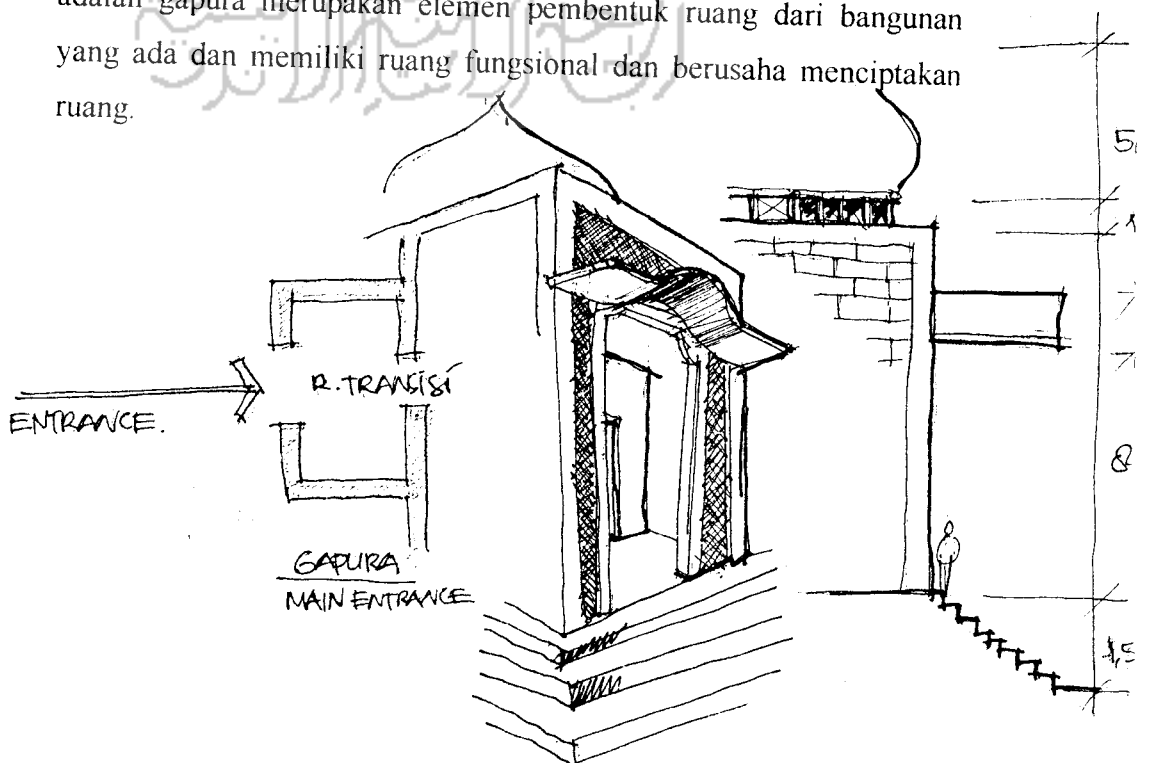 adalah gapura merupakan elemen pembentuk ruang dari bangunan
yang ada dan memiliki ruang fungsional dan berusaha menciptakan
ruang.
R. TRANSISI
ENTRANCE.
GAPURA
MAIN ENTRANCE
8